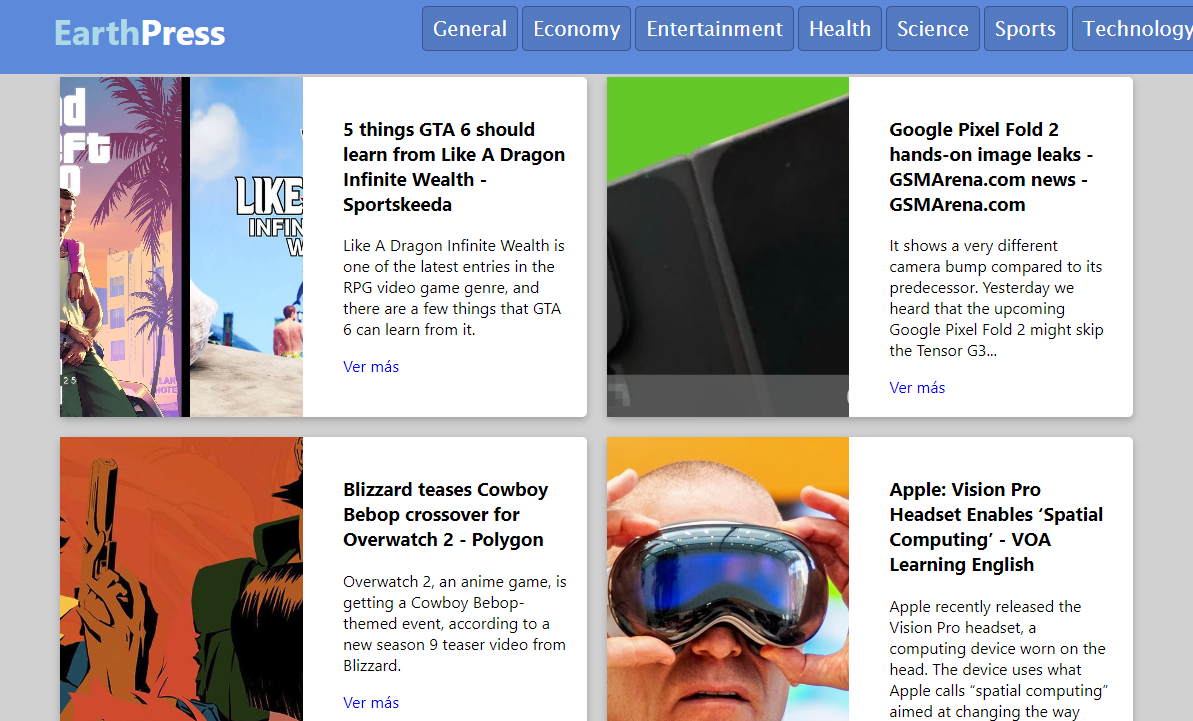 EarthPress
General
Economy
Entertainment
Health
Science
Sports
Technology
LIKE
INFIN
W
5 things GTA 6 should
learn from Like A Dragon
Infinite Wealth -
Sportskeeda
Like A Dragon Infinite Wealth is
one of the latest entries in the
RPG video game genre, and
there are a few things that GTA
6 can learn from it.
Ver más
Google Pixel Fold 2
hands-on image leaks -
GSMArena.com news -
GSMArena.com
It shows a very different
camera bump compared to its
predecessor. Yesterday we
heard that the upcoming
Google Pixel Fold 2 might skip
the Tensor G3...
Ver más
Blizzard teases Cowboy
Bebop crossover for
Overwatch 2 - Polygon
Overwatch 2, an anime game, is
getting a Cowboy Bebop-
themed event, according to a
new season 9 teaser video from
Blizzard.
Ver más
Apple: Vision Pro
Headset Enables ‘Spatial
Computing’ - VOA
Learning English
Apple recently released the
Vision Pro headset, a
computing device worn on the
head. The device uses what
Apple calls “spatial computing”
aimed at changing the way